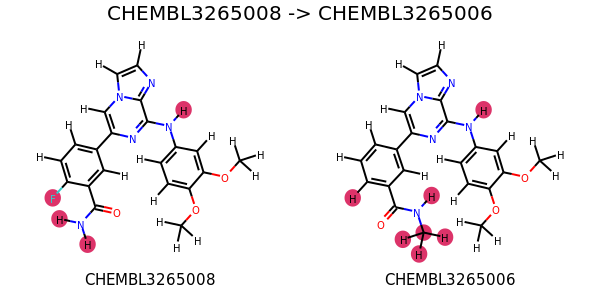 CHEMBL3265008 -> CHEMBL3265006
H H
H N N
H N N H
H H H H
F H H O
H N O H O
H H H
H H
H H
H N N
H N N H
H H H H
H H H O
H N O H O
O H H H
H H H
H
CHEMBL3265008 CHEMBL3265006